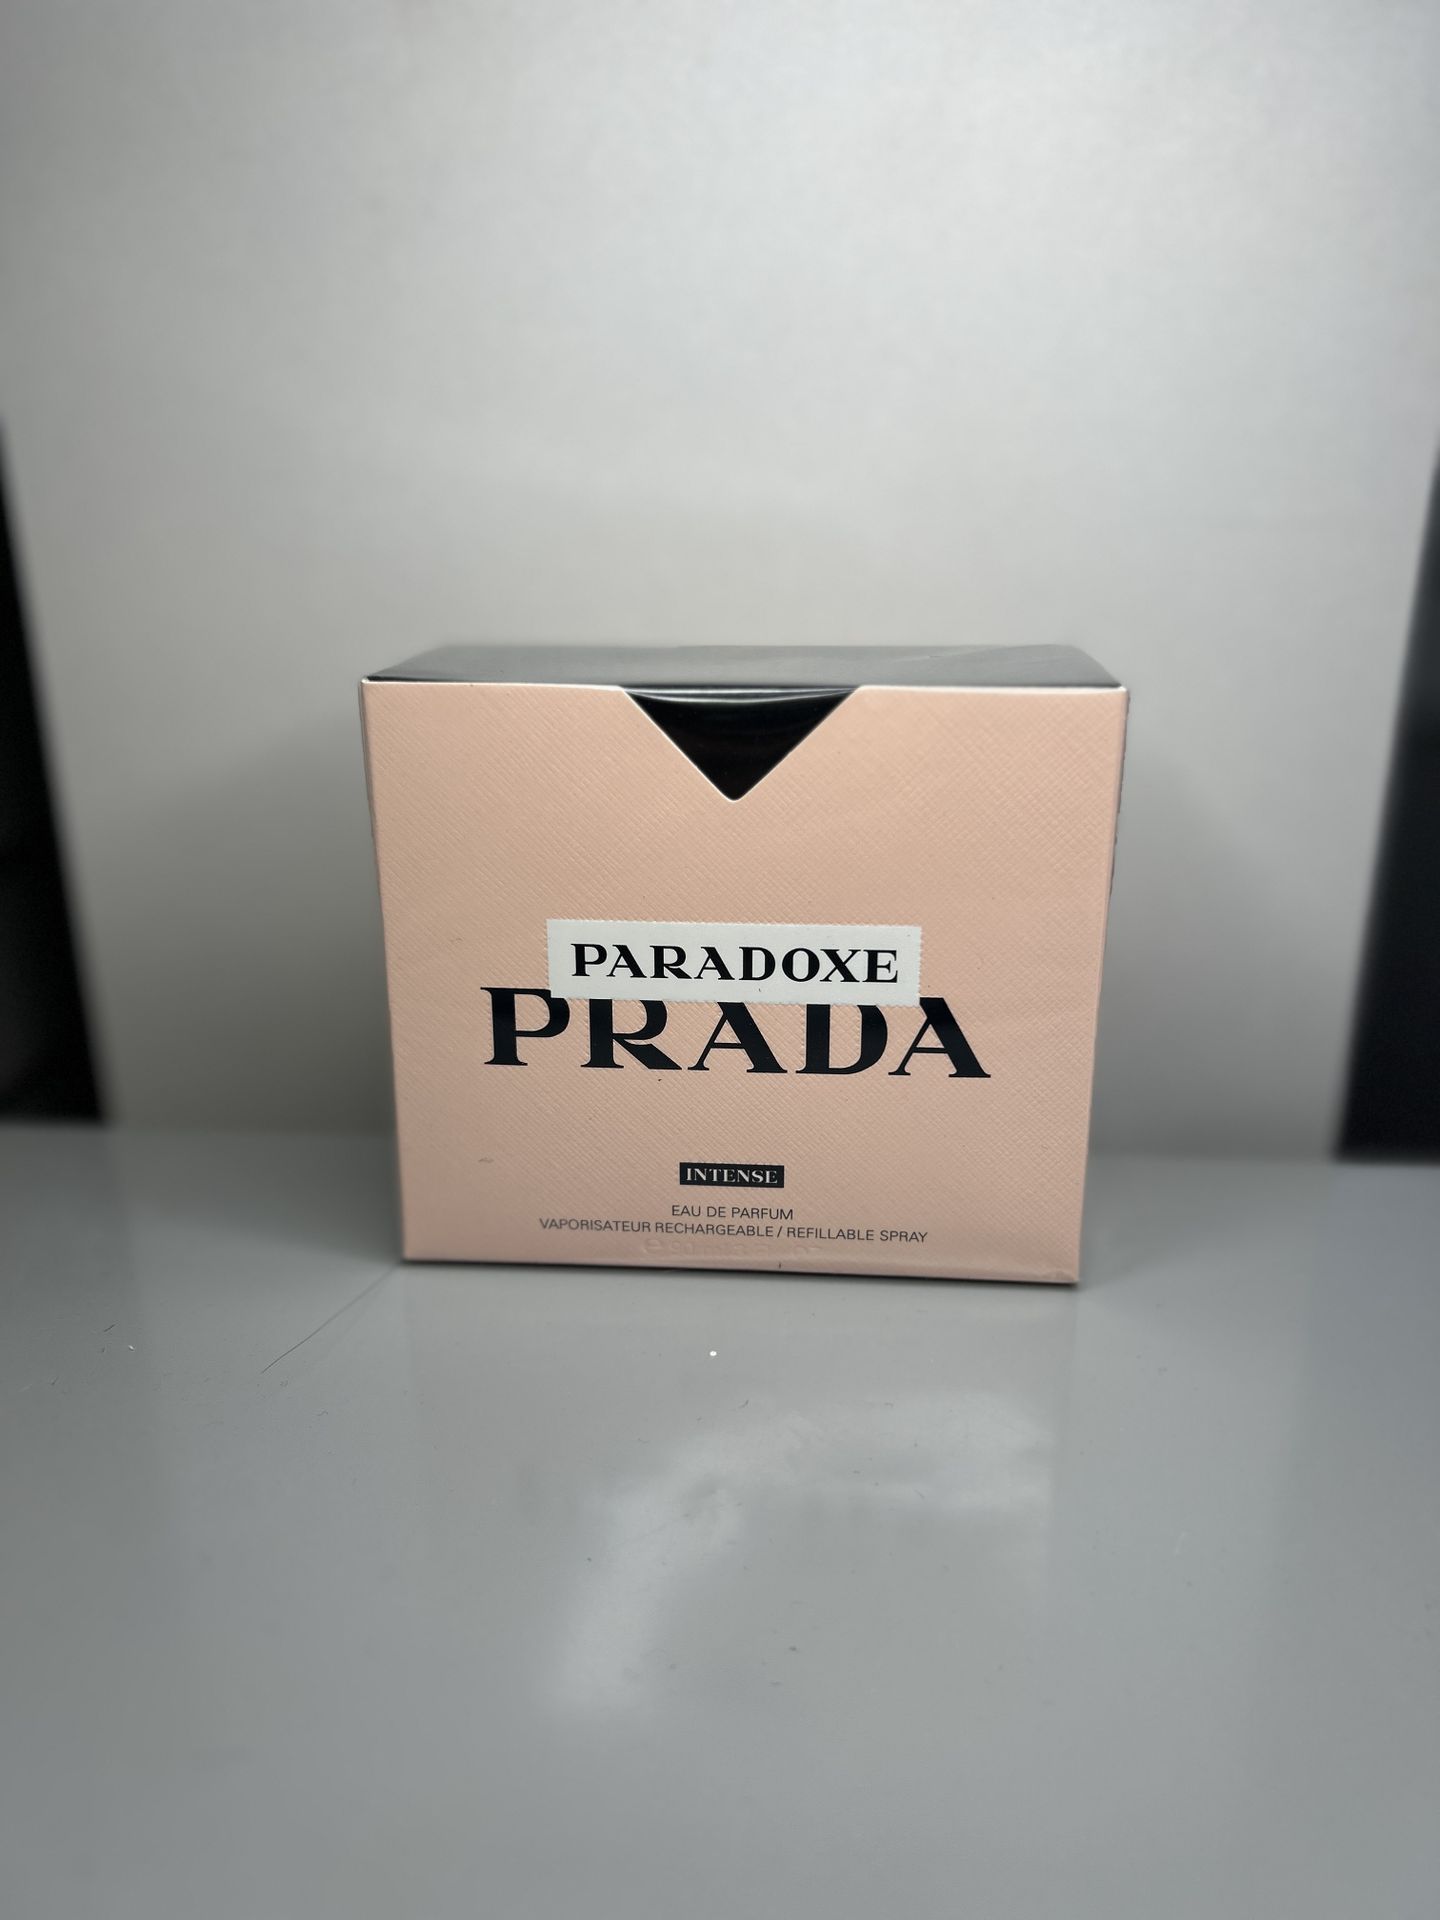 PARADOXE
PRADA
INTENSE
EAU DE PARFUM
VAPORISATEUR RECHARGEABLE / REFILLABLE SPRAY